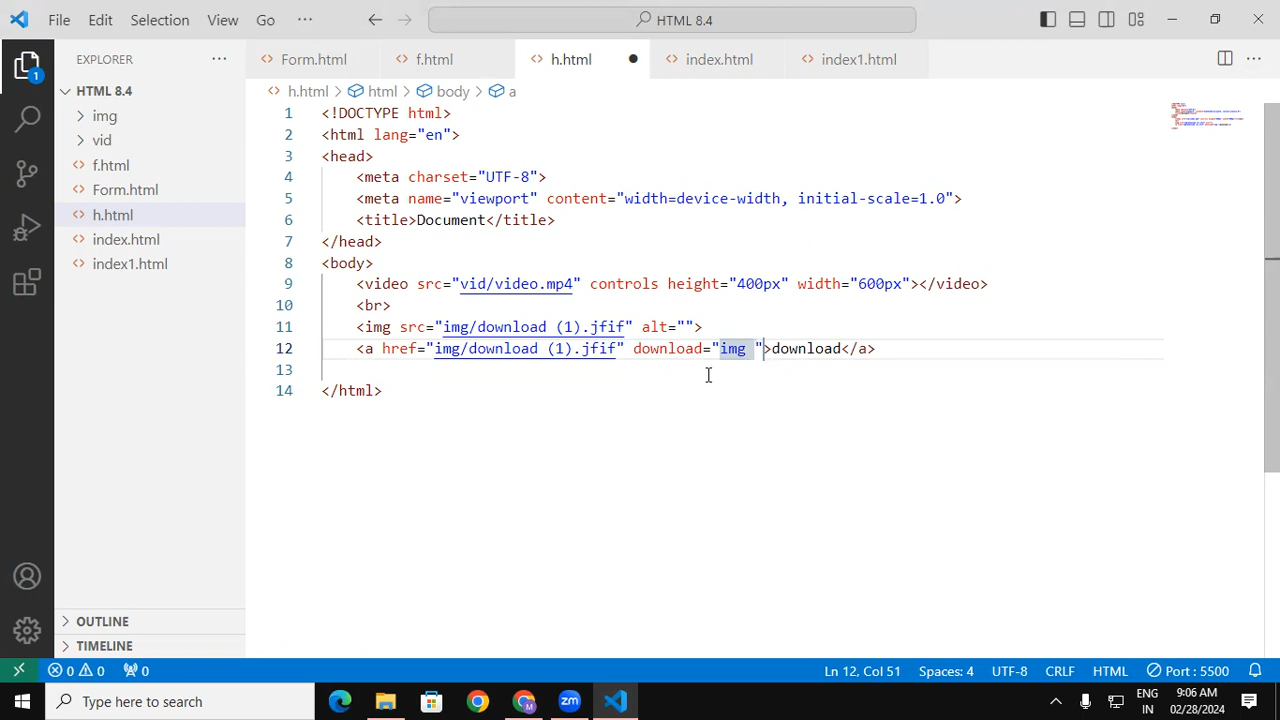 File Edit Selection View Go ··· HTML 8.4
EXPLORER ···
Form.html f.html h.html index.html index1.html
h.html > html > body > a
1
HTML 8.4
img
vid
f.html
Form.html
h.html
index.html
index1.html
OUTLINE
TIMELINE
1 <!DOCTYPE html>
2 <html lang="en">
3 <head>
4 <meta charset="UTF-8">
5 <meta name="viewport" content="width=device-width, initial-scale=1.0">
6 <title>Document</title>
7 </head>
8 <body>
9 <video src="vid/video.mp4" controls height="400px" width="600px"></video>
10 <br>
11 <img src="img/download (1).jfif" alt="">
12 <a href="img/download (1).jfif" download="img ">download</a>
13
14 </html>
0 0 0 Ln 12, Col 51 Spaces: 4 UTF-8 CRLF HTML Port : 5500
Type here to search zm ENG 9:06 AM
IN 02/28/2024